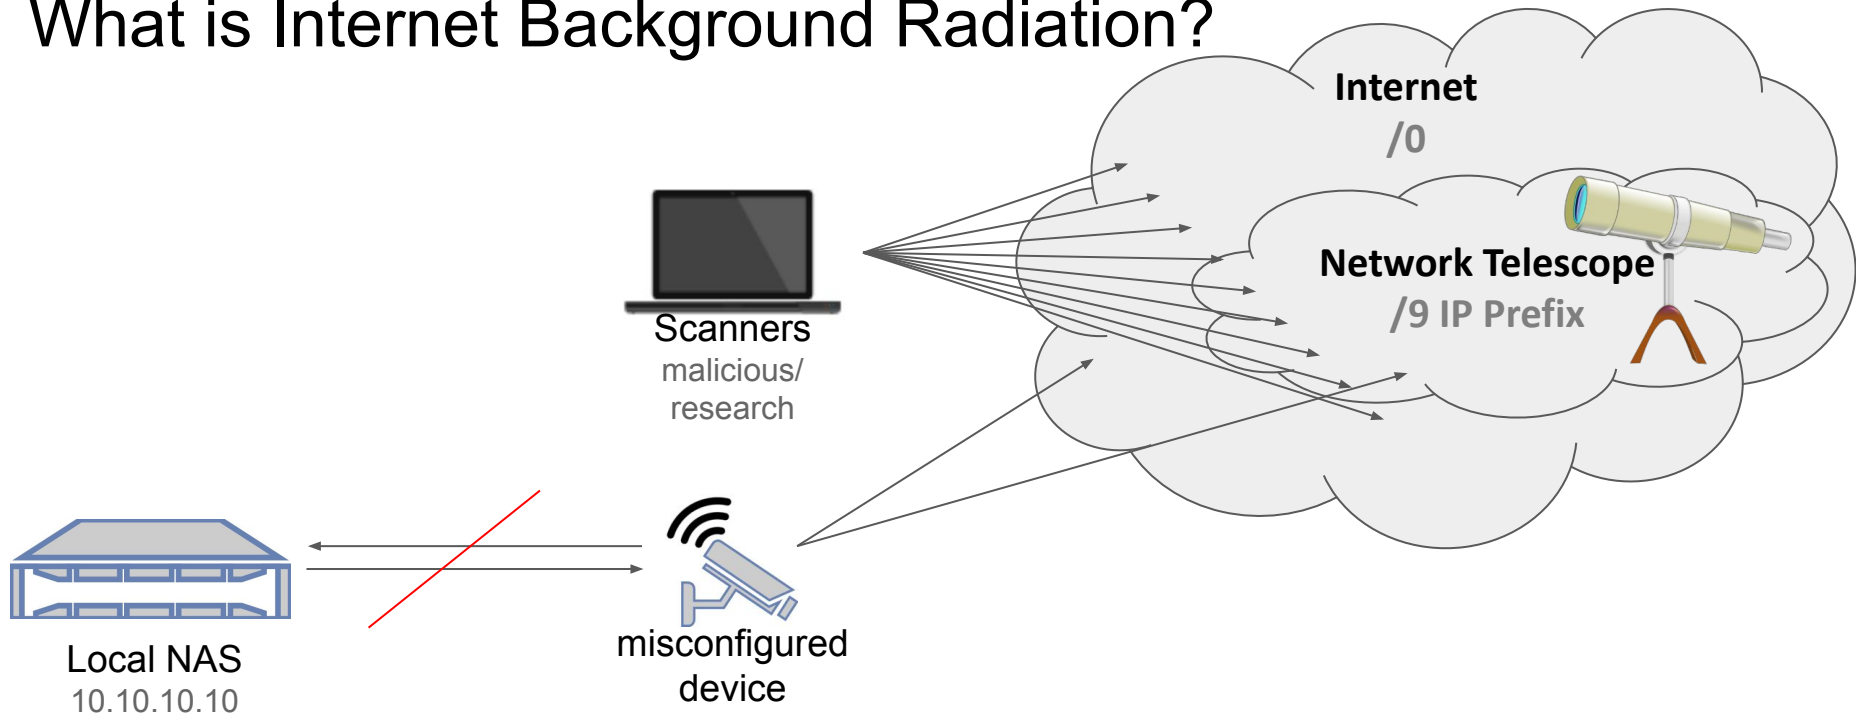 What is Internet Background Radiation?
Internet
/0
Network Telescope
/9 IP Prefix
Scanners
malicious/
research
misconfigured
device
Local NAS
10.10.10.10